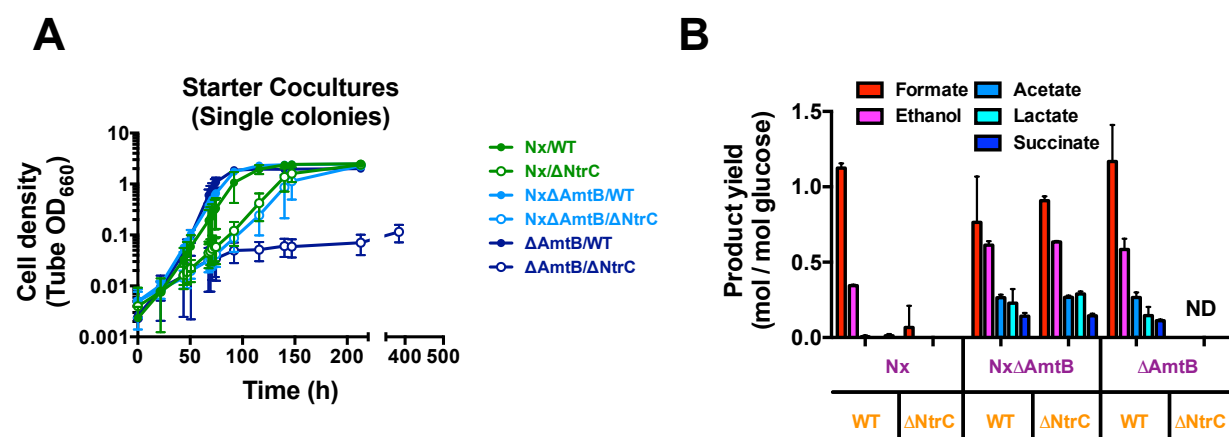 A
Starter Cocultures
(Single colonies)
Cell density
(Tube OD660)
10
1
0.1
0.01
0.001
0
50
100
150
200
400
500
Time (h)
Nx/WT
Nx/ΔNtrC
NxΔAmtB/WT
NxΔAmtB/ΔNtrC
ΔAmtB/WT
ΔAmtB/ΔNtrC
B
Formate
Ethanol
Acetate
Lactate
Succinate
Product yield
(mol / mol glucose)
1.5
1.0
0.5
0.0
ND
Nx NxΔAmtB ΔAmtB
WT ΔNtrC WT ΔNtrC WT ΔNtrC